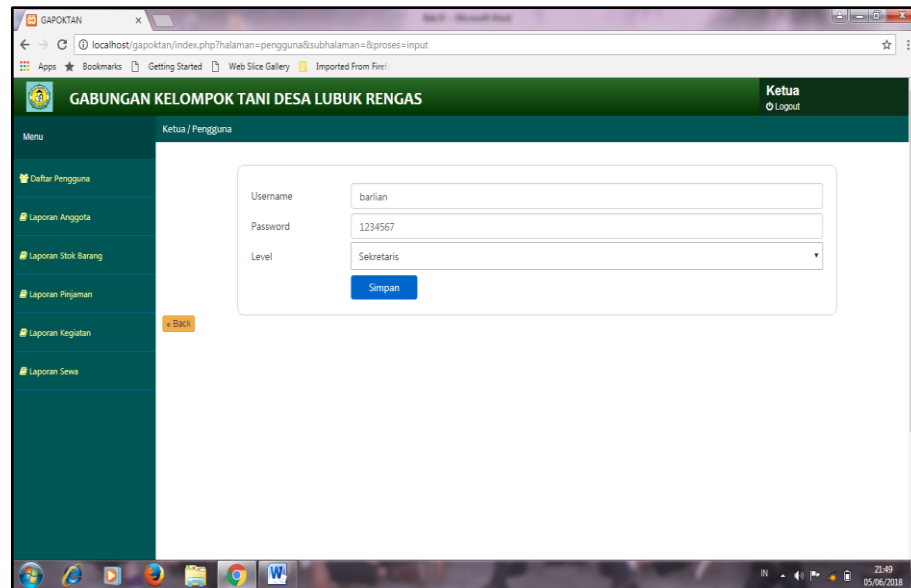 GAPOKTAN
localhost/gapoktan/index.php?halaman=pengguna&subhalaman=&proses=input
Apps Bookmarks Getting Started Web Slice Gallery Imported From Firef
GABUNGAN KELOMPOK TANI DESA LUBUK RENGAS
Ketua
Logout
Menu
Ketua / Pengguna
Daftar Pengguna
Laporan Anggota
Laporan Stok Barang
Laporan Pinjaman
Laporan Kegiatan
Laporan Sewa
Username barlian
Password 1234567
Level Sekretaris
Simpan
« Back
IN
21:49
05/06/2018